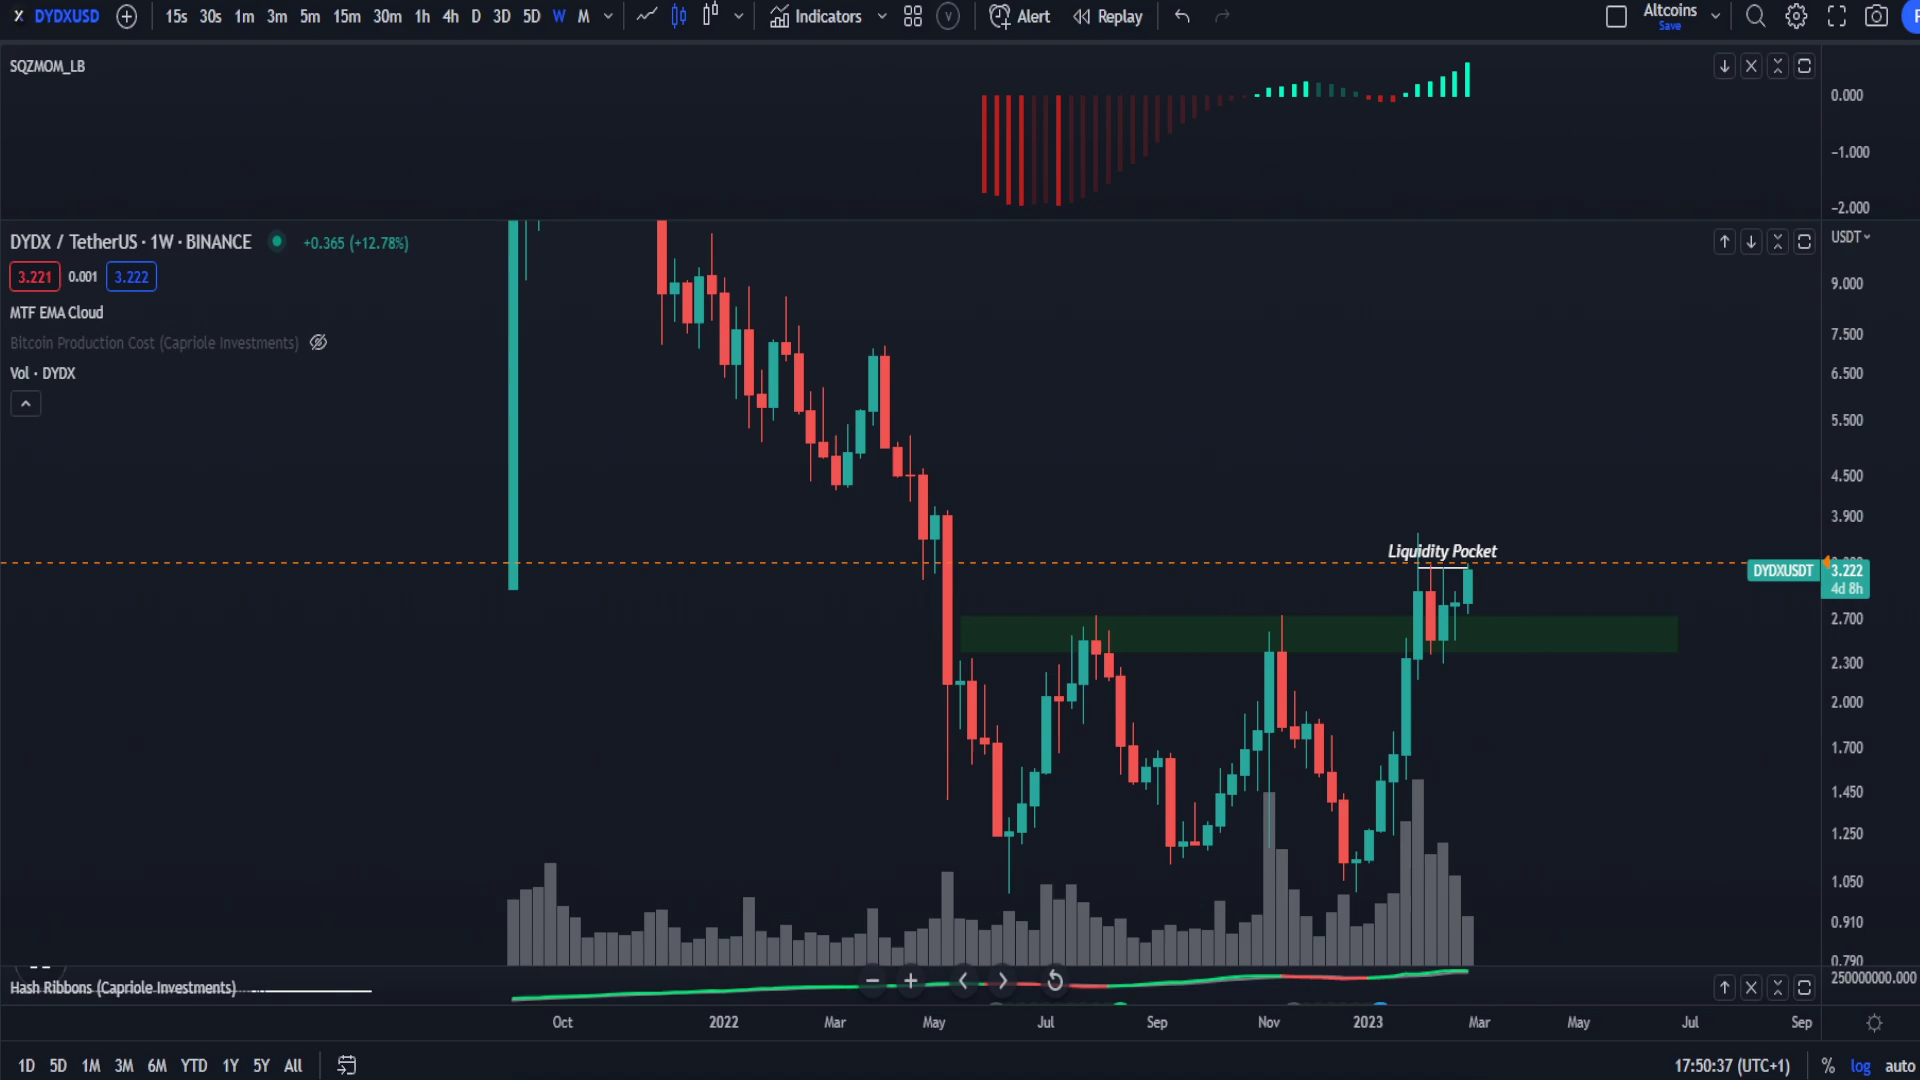 DYDXUSD 15s 30s 1m 3m 5m 15m 30m 1h 4h D 3D 5D W M Indicators V Alert Replay Altcoins
Save
SQZMOM_LB
0.000
−1.000
−2.000
DYDX / TetherUS · 1W · BINANCE +0.365 (+12.78%)
USDT
3.221 0.001 3.222
MTF EMA Cloud
Bitcoin Production Cost (Capriole Investments)
Vol · DYDX
9.000
7.500
6.500
5.500
4.500
3.900
Liquidity Pocket
DYDXUSDT 3.222
4d 8h
2.700
2.300
2.000
1.700
1.450
1.250
1.050
0.910
0.790
Hash Ribbons (Capriole Investments)
250000000.000
Oct 2022 Mar May Jul Sep Nov 2023 Mar May Jul Sep
1D 5D 1M 3M 6M YTD 1Y 5Y All 17:50:37 (UTC+1) % log auto